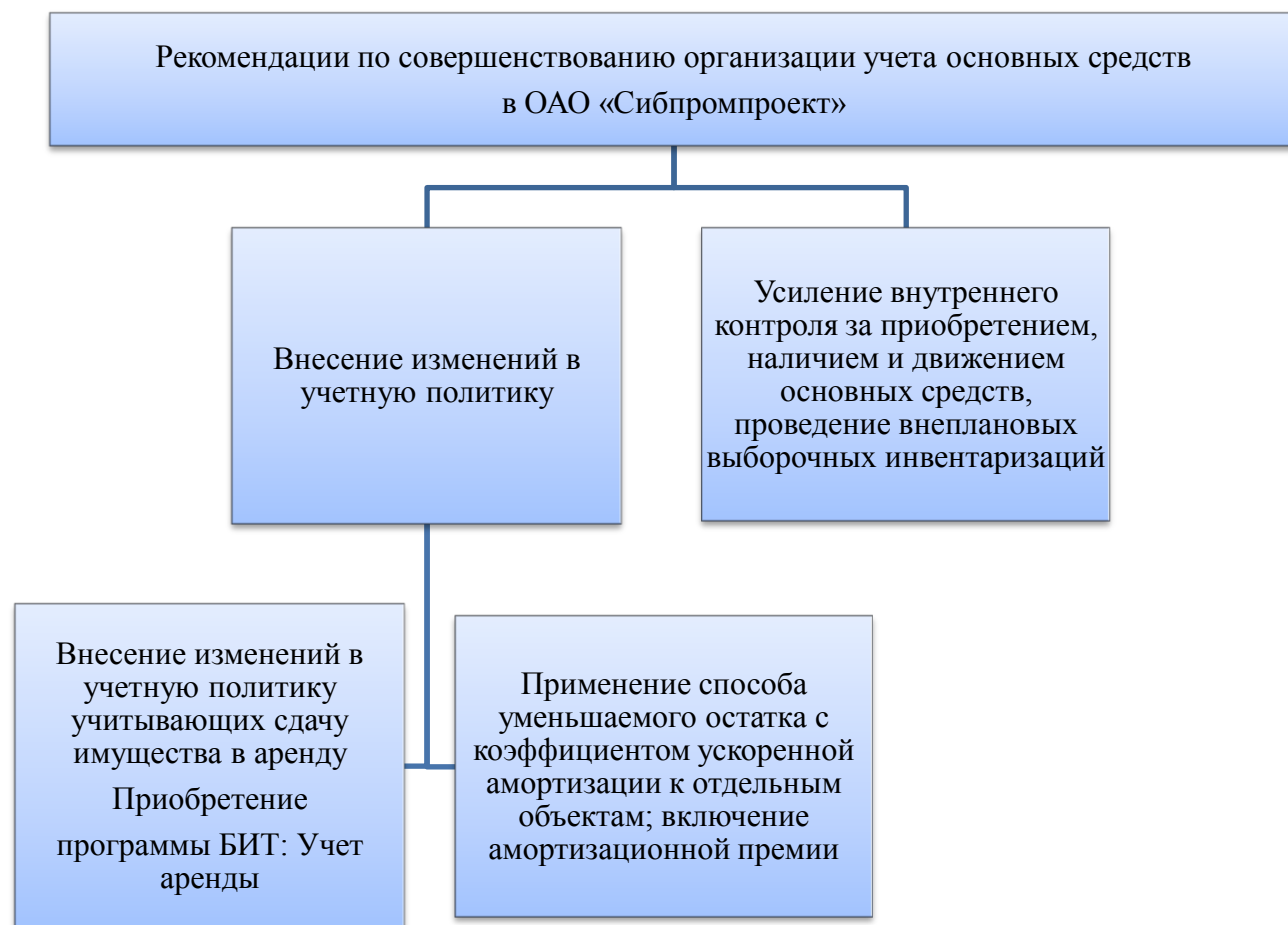 Рекомендации по совершенствованию организации учета основных средств
в ОАО «Сибпромпроект»
Внесение изменений в
учетную политику
Усиление внутреннего
контроля за приобретением,
наличием и движением
основных средств,
проведение внеплановых
выборочных инвентаризаций
Внесение изменений в
учетную политику
учитывающих сдачу
имущества в аренду
Приобретение
программы БИТ: Учет
аренды
Применение способа
уменьшаемого остатка с
коэффициентом ускоренной
амортизации к отдельным
объектам; включение
амортизационной премии